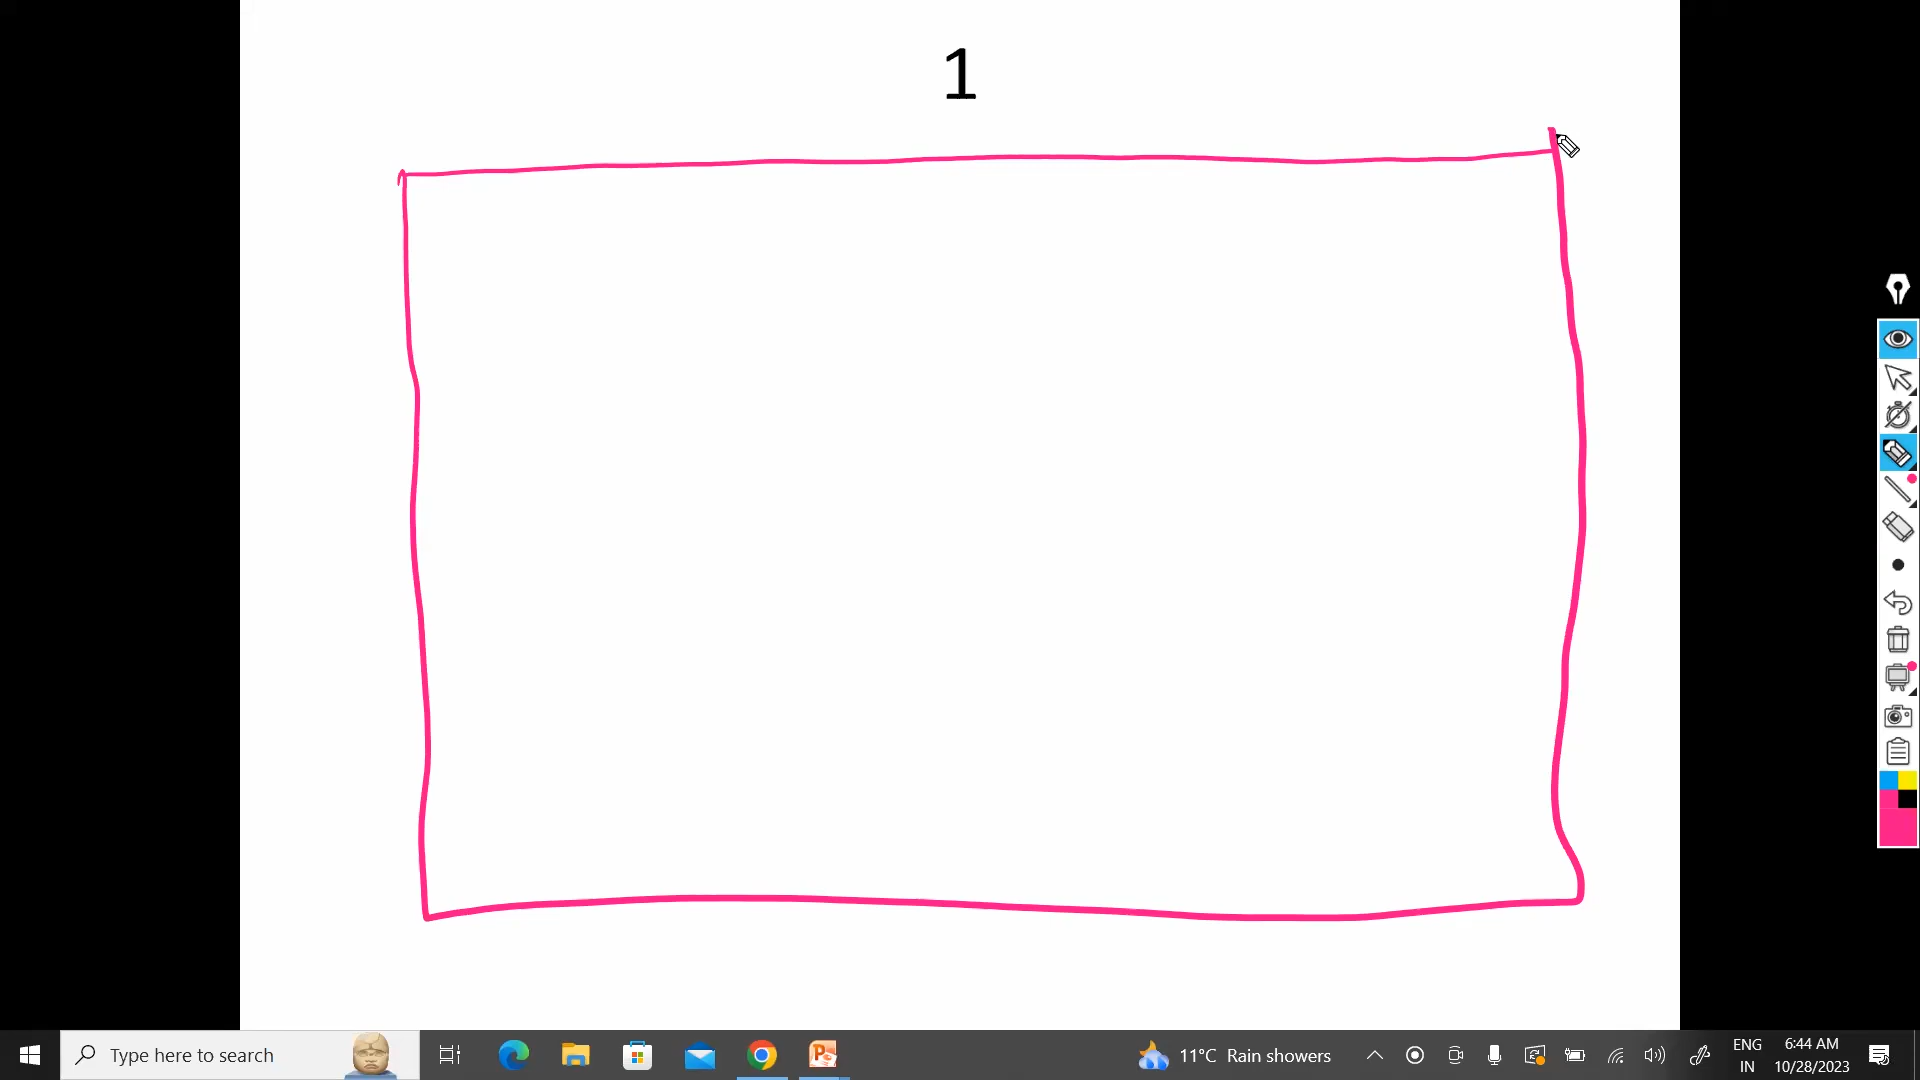 1
Type here to search
11°C Rain showers
ENG
IN
6:44 AM
10/28/2023